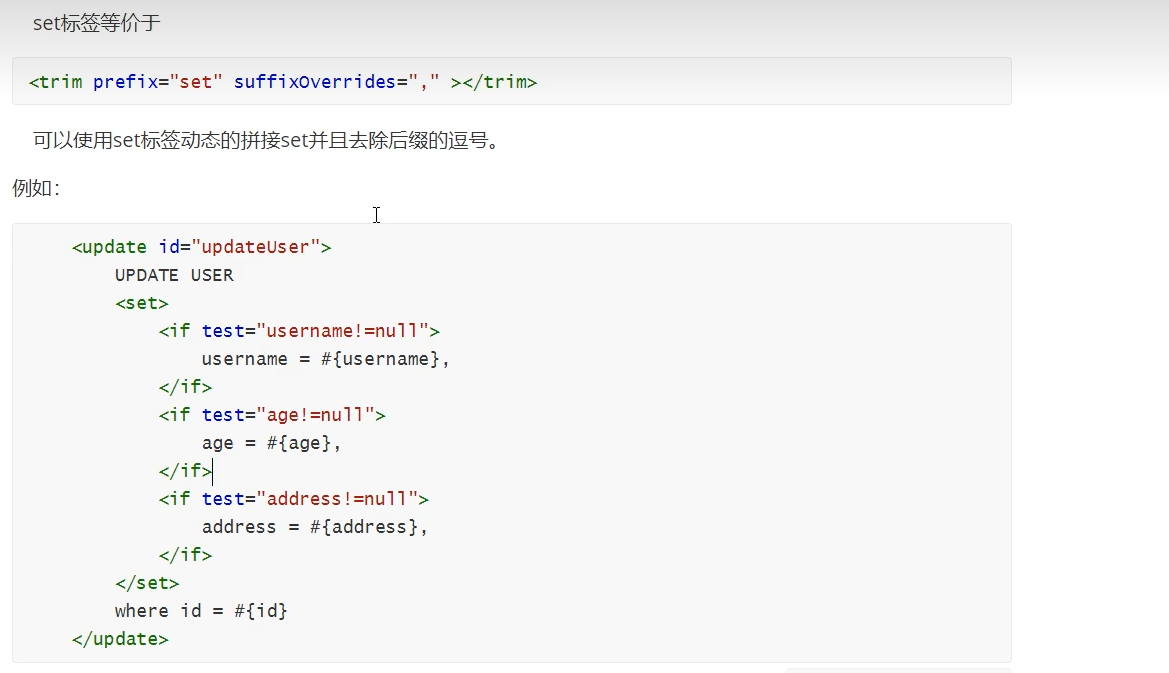 set标签等价于
<trim prefix="set" suffixOverrides="," ></trim>
可以使用set标签动态的拼接set并且去除后缀的逗号。
例如：
<update id="updateUser">
UPDATE USER
<set>
<if test="username!=null">
username = #{username},
</if>
<if test="age!=null">
age = #{age},
</if>
<if test="address!=null">
address = #{address},
</if>
</set>
where id = #{id}
</update>